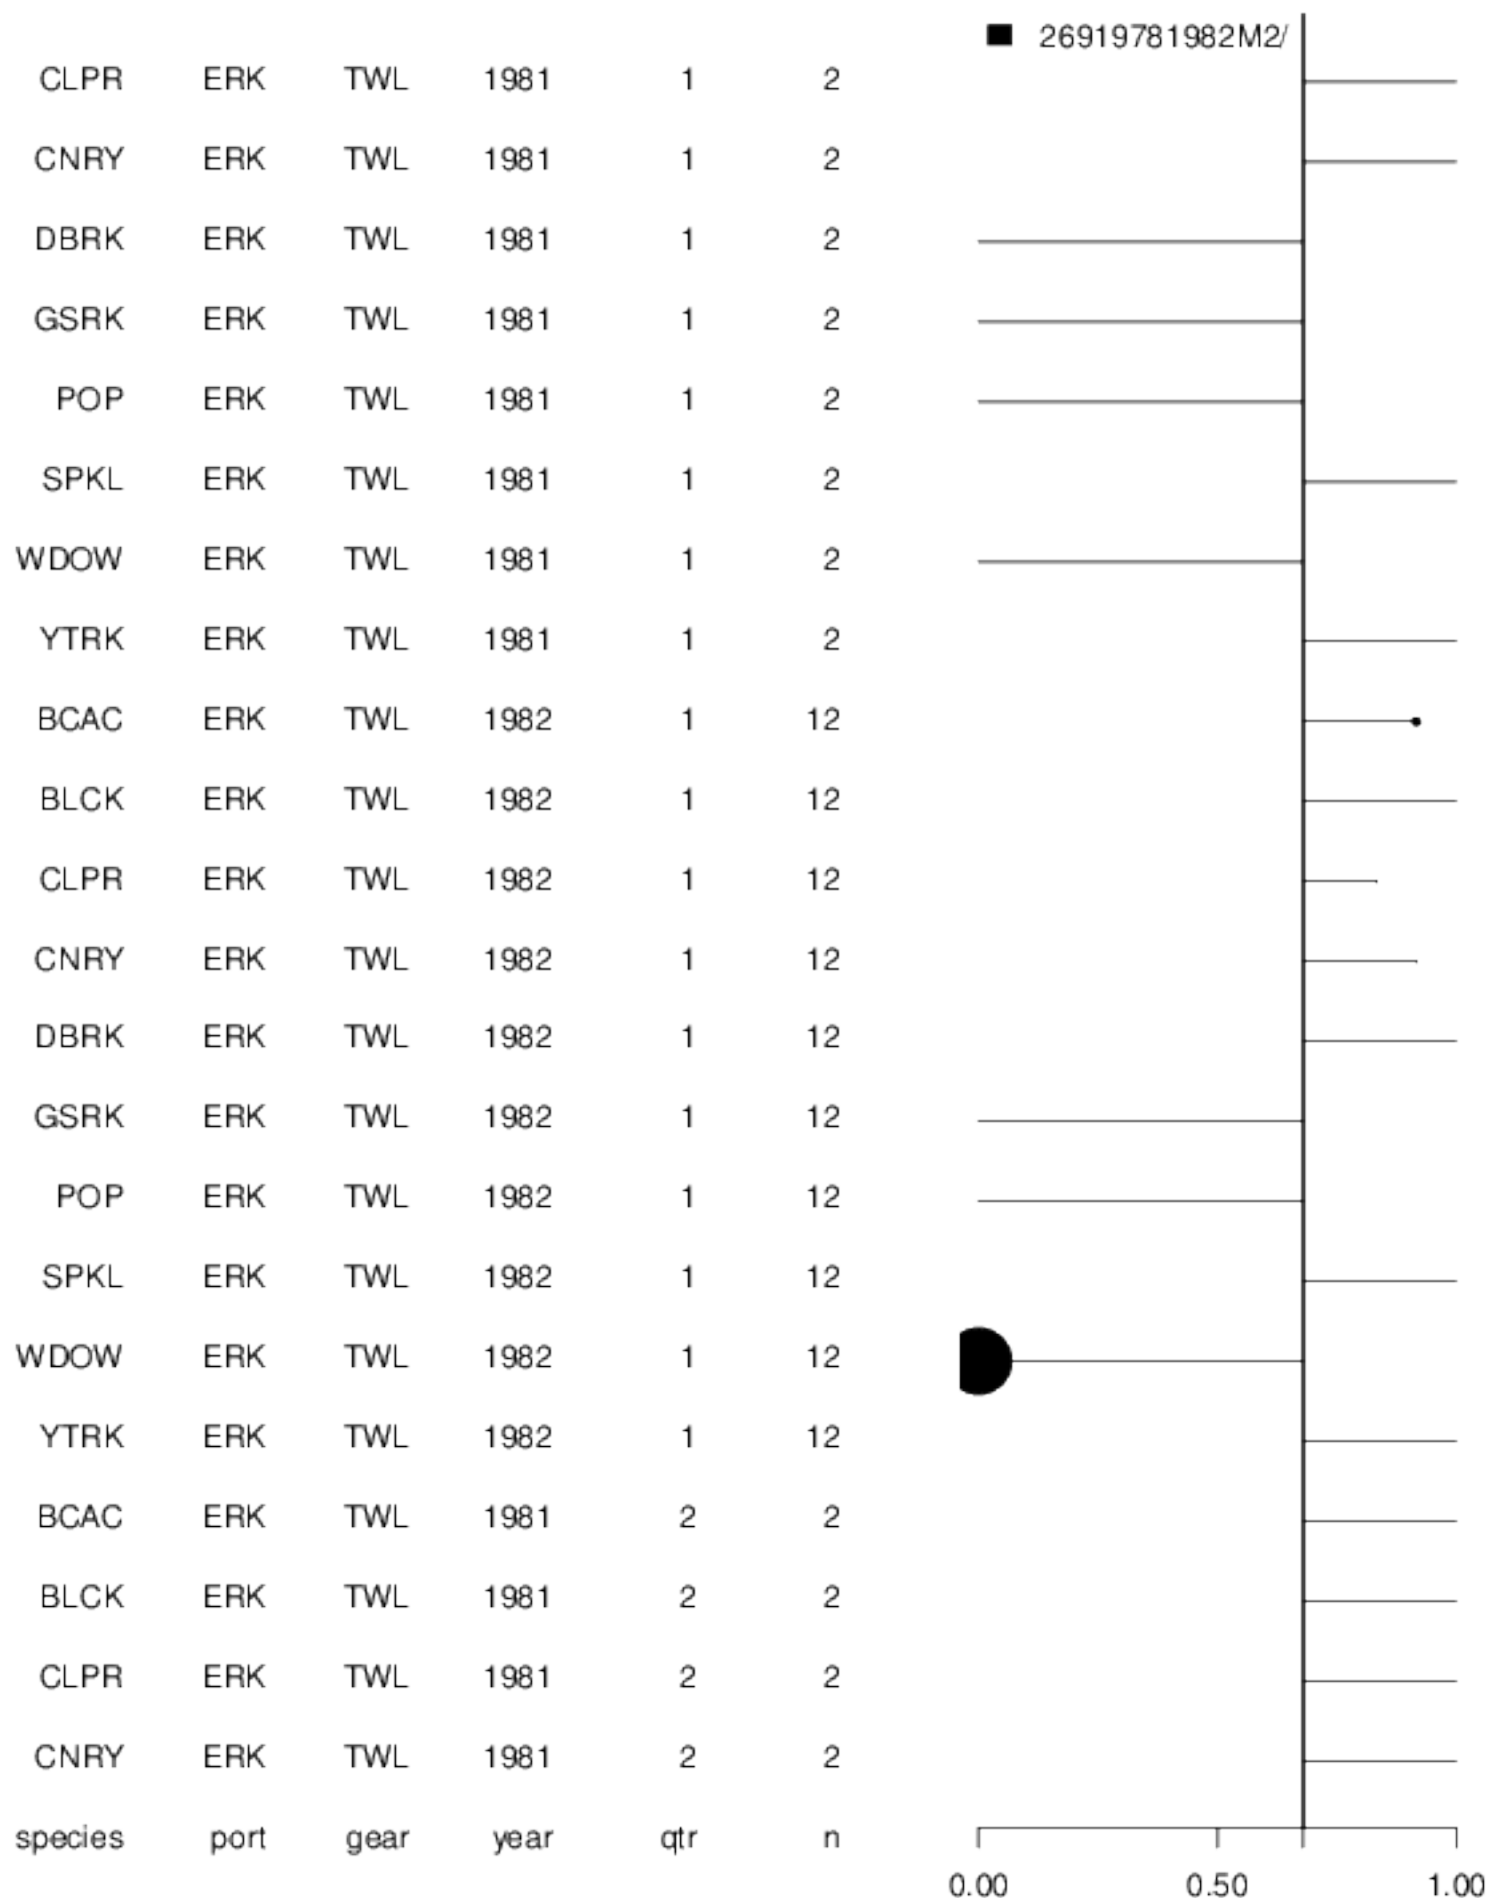 26919781982M2/
CLPR ERK TWL 1981 1 2
CNRY ERK TWL 1981 1 2
DBRK ERK TWL 1981 1 2
GSRK ERK TWL 1981 1 2
POP ERK TWL 1981 1 2
SPKL ERK TWL 1981 1 2
WDOW ERK TWL 1981 1 2
YTRK ERK TWL 1981 1 2
BCAC ERK TWL 1982 1 12
BLCK ERK TWL 1982 1 12
CLPR ERK TWL 1982 1 12
CNRY ERK TWL 1982 1 12
DBRK ERK TWL 1982 1 12
GSRK ERK TWL 1982 1 12
POP ERK TWL 1982 1 12
SPKL ERK TWL 1982 1 12
WDOW ERK TWL 1982 1 12
YTRK ERK TWL 1982 1 12
BCAC ERK TWL 1981 2 2
BLCK ERK TWL 1981 2 2
CLPR ERK TWL 1981 2 2
CNRY ERK TWL 1981 2 2
species port gear year qtr n
0.00 0.50 1.00